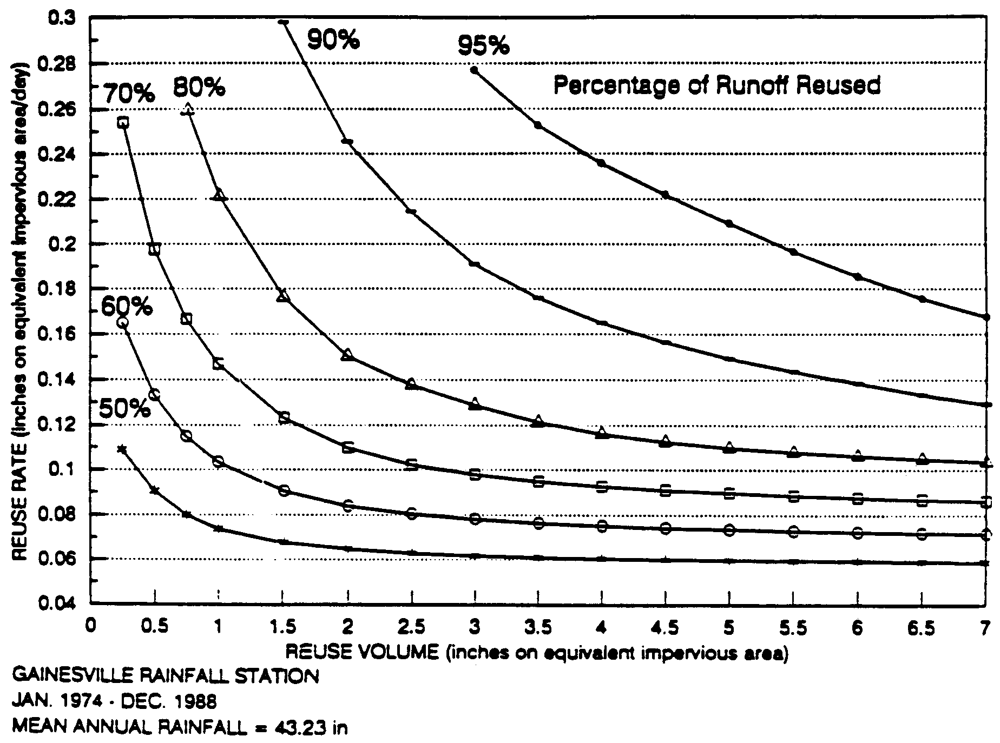 0.3
90%
95%
0.28
Percentage of Runoff Reused
70%
80%
0.26
0.24
0.22
0.2
0.18
60%
0.16
0.14
50%
0.12
0.1
0.08
0.06
0.04
REUSE RATE (inches on equivalent impervious area/day)
0 0.5 1 1.5 2 2.5 3 3.5 4 4.5 5 5.5 6 6.5 7
REUSE VOLUME (inches on equivalent impervious area)
GAINESVILLE RAINFALL STATION
JAN. 1974 - DEC. 1988
MEAN ANNUAL RAINFALL = 43.23 in